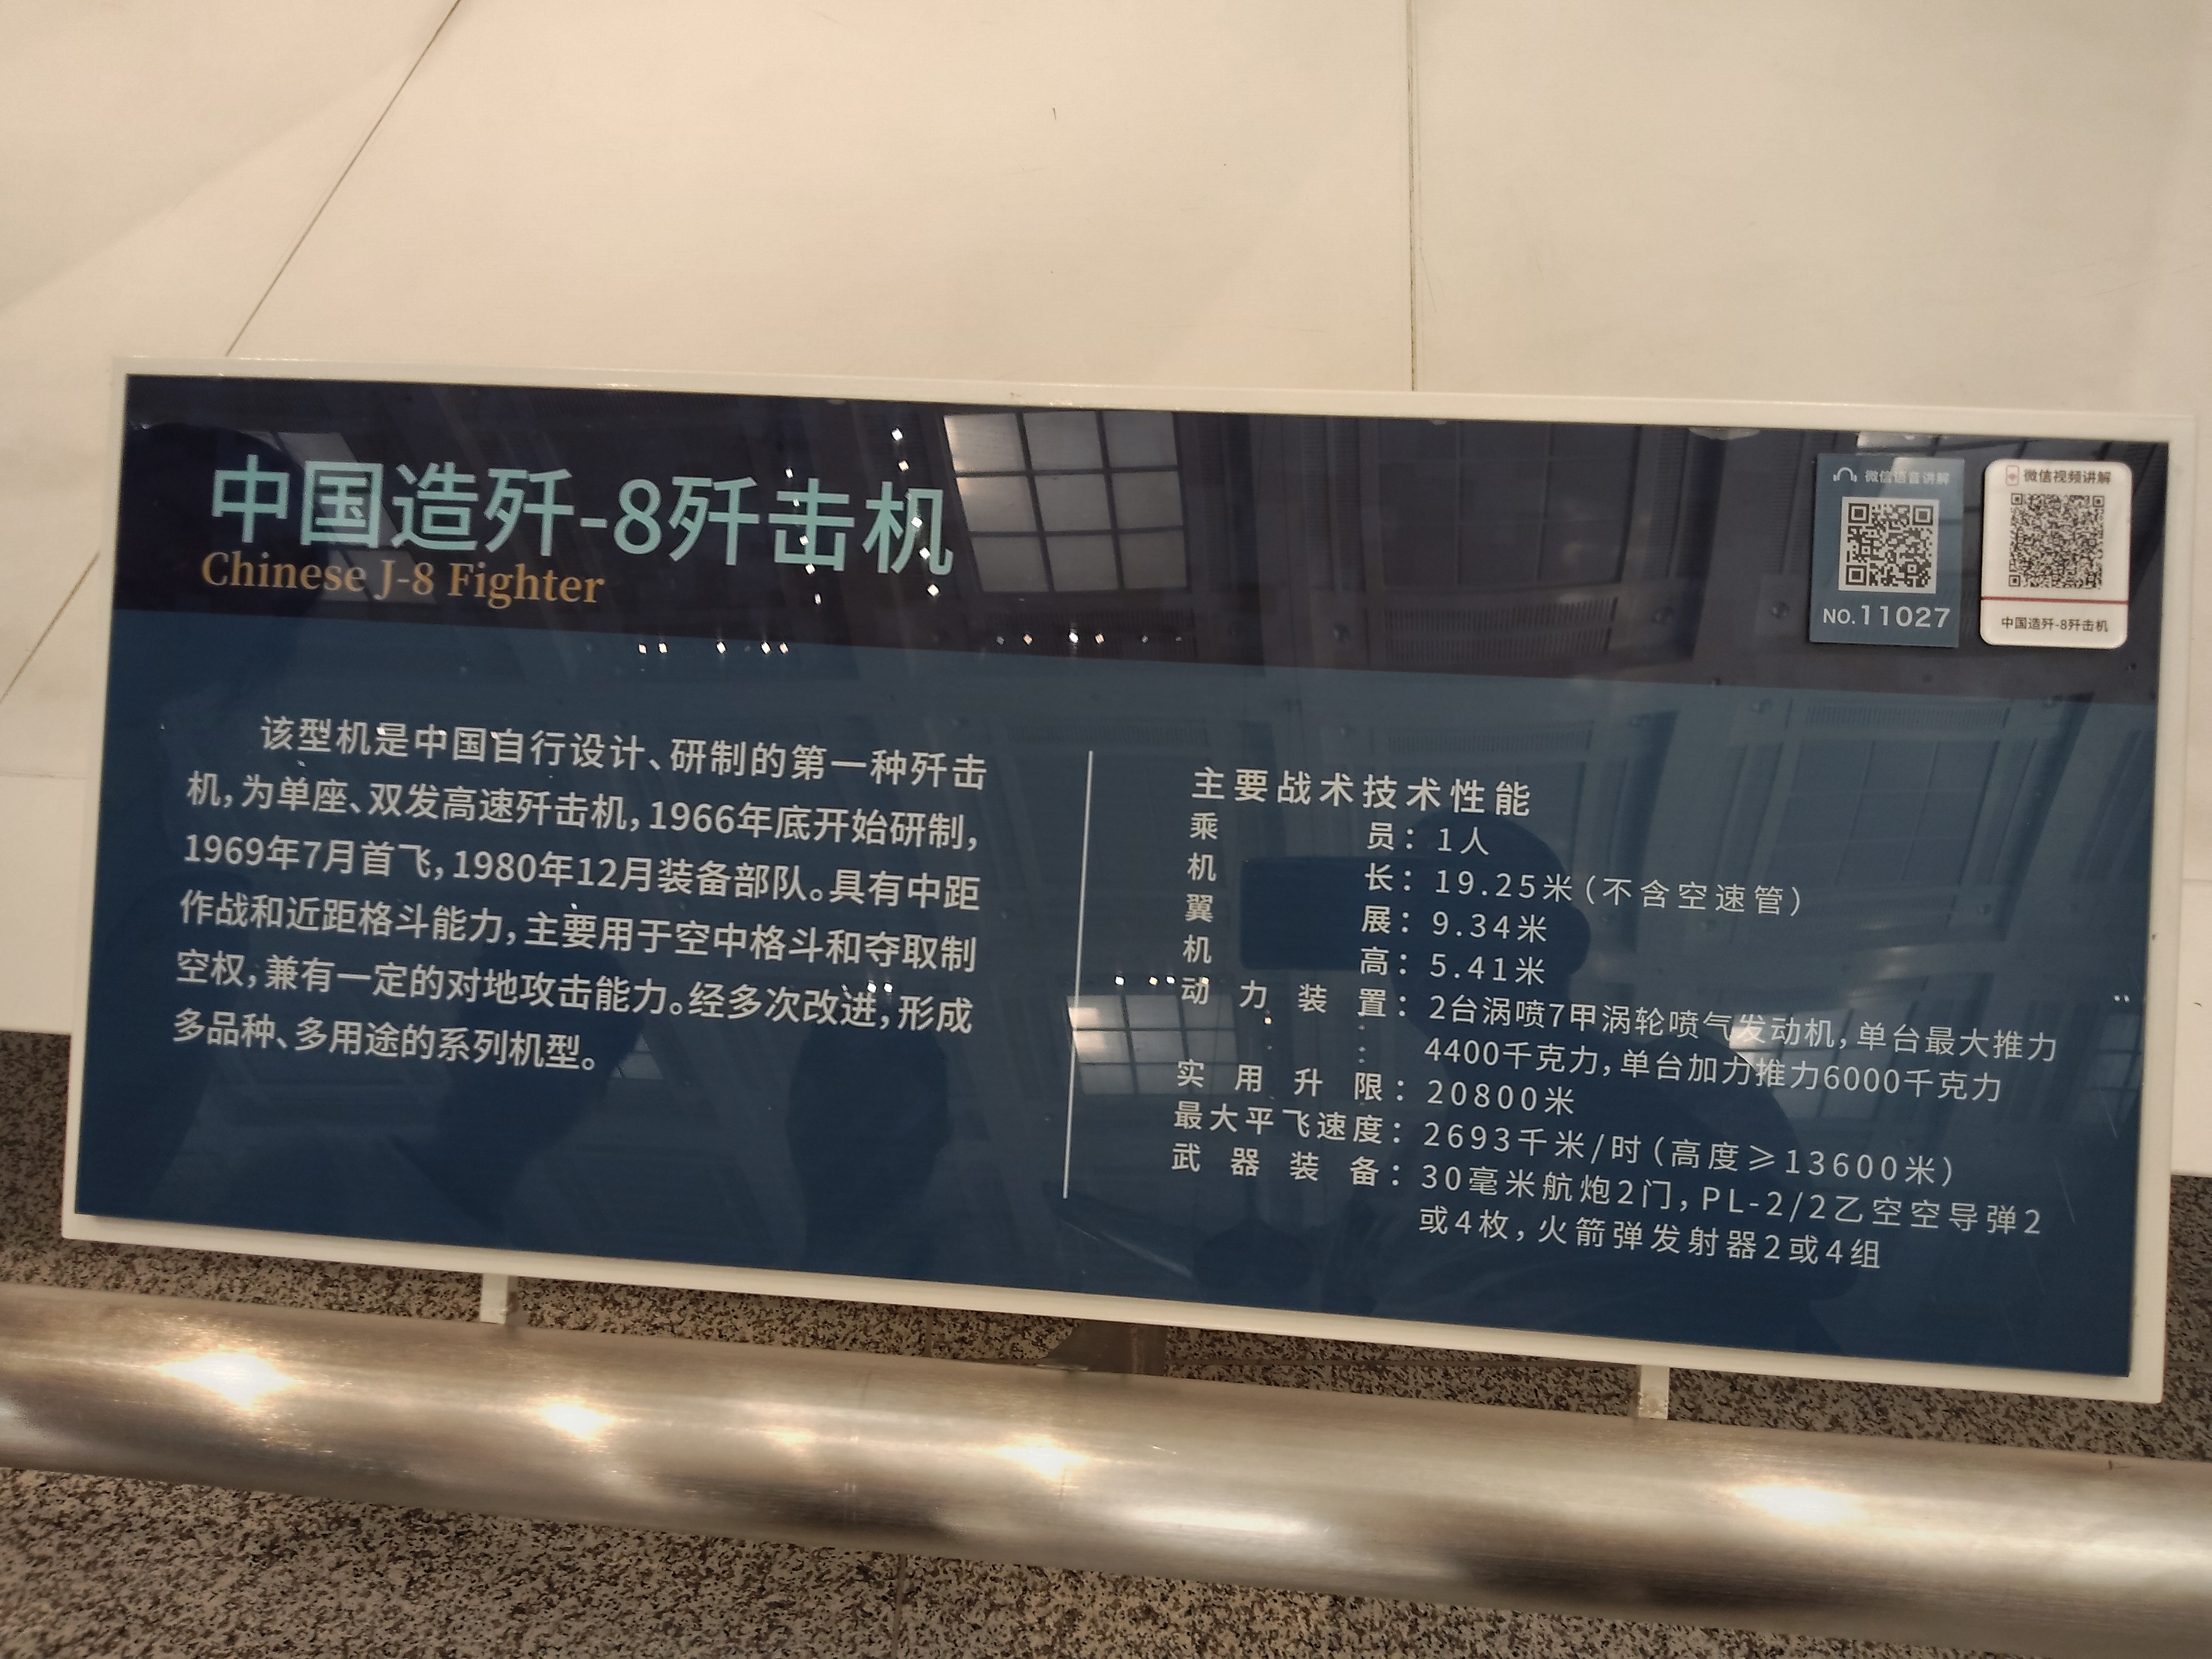 中国造歼-8歼击机
Chinese J-8 Fighter
微信语音讲解
NO.11027
微信视频讲解
中国造歼-8歼击机
该型机是中国自行设计、研制的第一种歼击
机，为单座、双发高速歼击机，1966年底开始研制，
1969年7月首飞，1980年12月装备部队。具有中距
作战和近距格斗能力，主要用于空中格斗和夺取制
空权，兼有一定的对地攻击能力。经多次改进，形成
多品种、多用途的系列机型。
主要战术技术性能
乘员：1人
机长：19.25米（不含空速管）
翼展：9.34米
机高：5.41米
动力装置：2台涡喷7甲涡轮喷气发动机，单台最大推力
4400千克力，单台加力推力6000千克力
实用升限：20800米
最大平飞速度：2693千米/时（高度≥13600米）
武器装备：30毫米航炮2门，PL-2/2乙空空导弹2
或4枚，火箭弹发射器2或4组